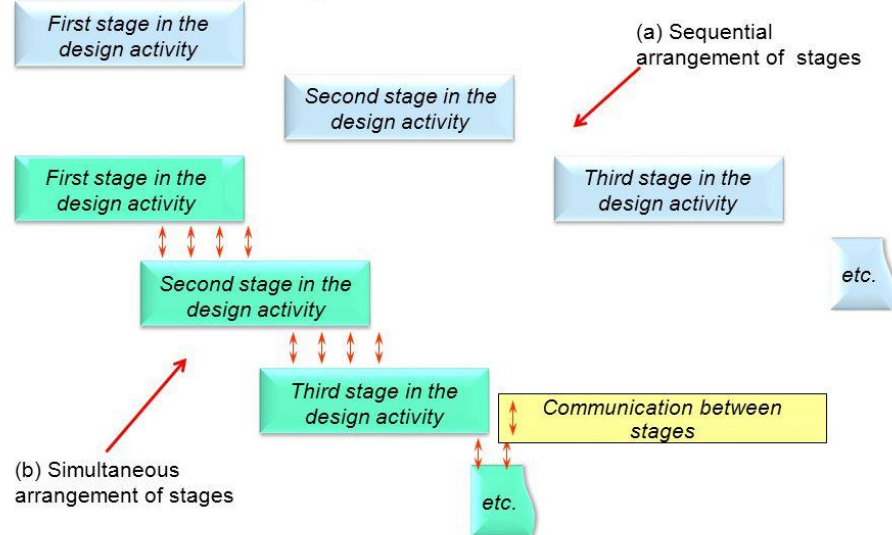 First stage in the
design activity
(a) Sequential
arrangement of stages
Second stage in the
design activity
First stage in the
design activity
Third stage in the
design activity
Second stage in the
design activity
etc.
Third stage in the
design activity
Communication between
stages
(b) Simultaneous
arrangement of stages
etc.